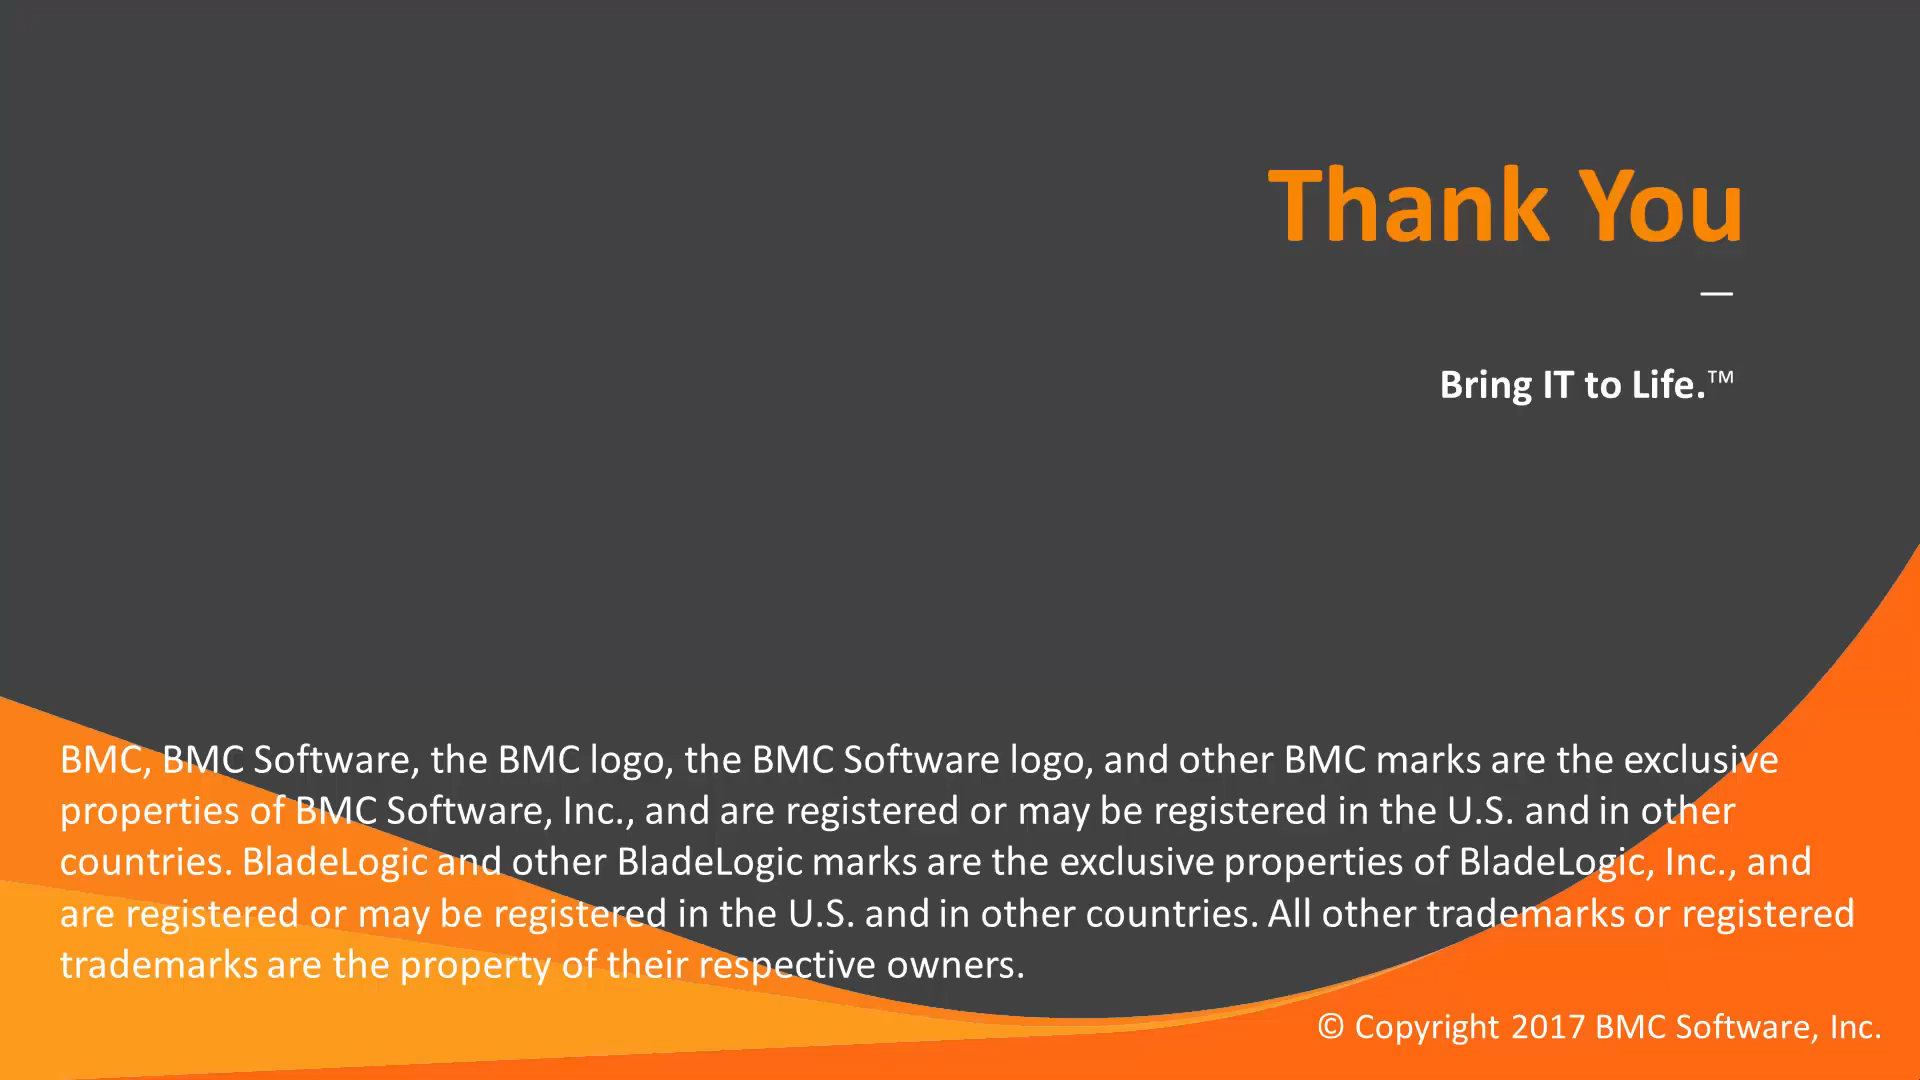 Thank You
—
Bring IT to Life.™
BMC, BMC Software, the BMC logo, the BMC Software logo, and other BMC marks are the exclusive
properties of BMC Software, Inc., and are registered or may be registered in the U.S. and in other
countries. BladeLogic and other BladeLogic marks are the exclusive properties of BladeLogic, Inc., and
are registered or may be registered in the U.S. and in other countries. All other trademarks or registered
trademarks are the property of their respective owners.
© Copyright 2017 BMC Software, Inc.